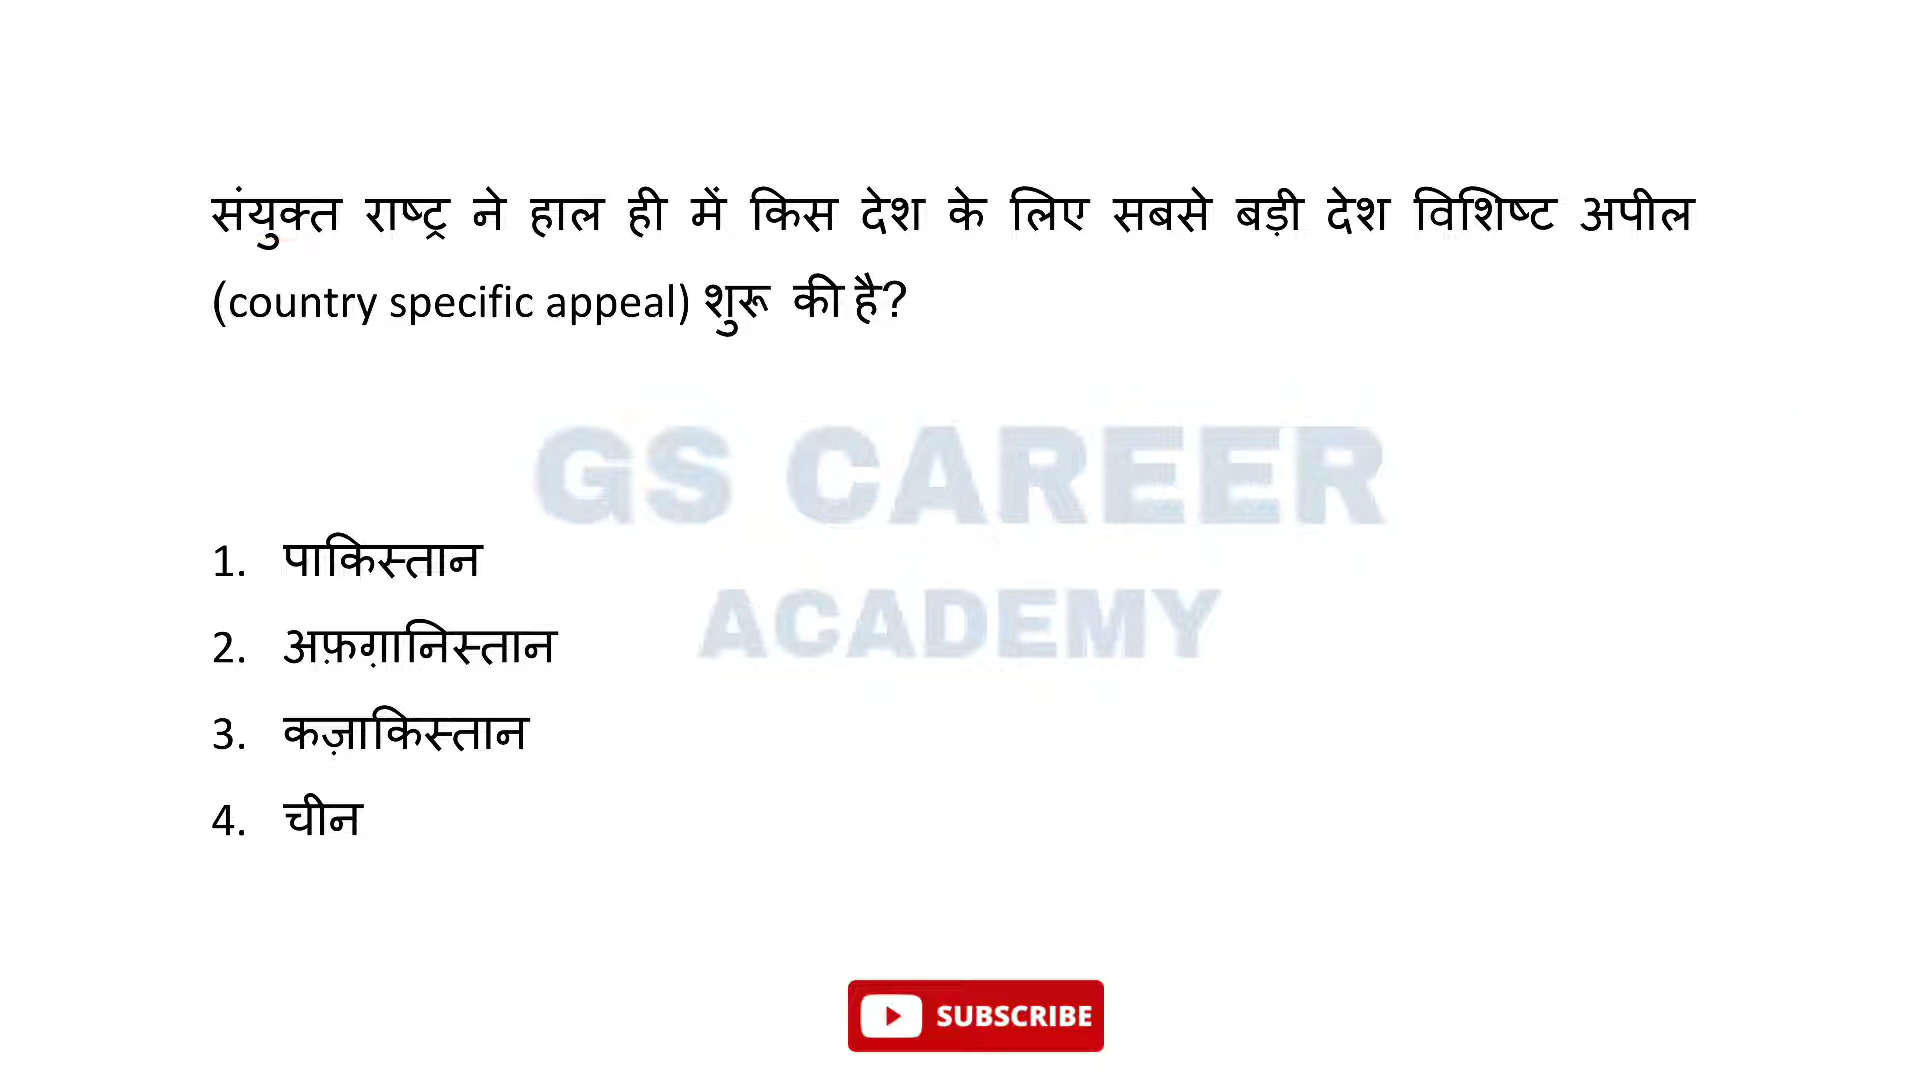 संयुक्त राष्ट्र ने हाल ही में किस देश के लिए सबसे बड़ी देश विशिष्ट अपील
(country specific appeal) शुरू की है?
GS CAREER
ACADEMY
1. पाकिस्तान
2. अफ़ग़ानिस्तान
3. कज़ाकिस्तान
4. चीन
SUBSCRIBE